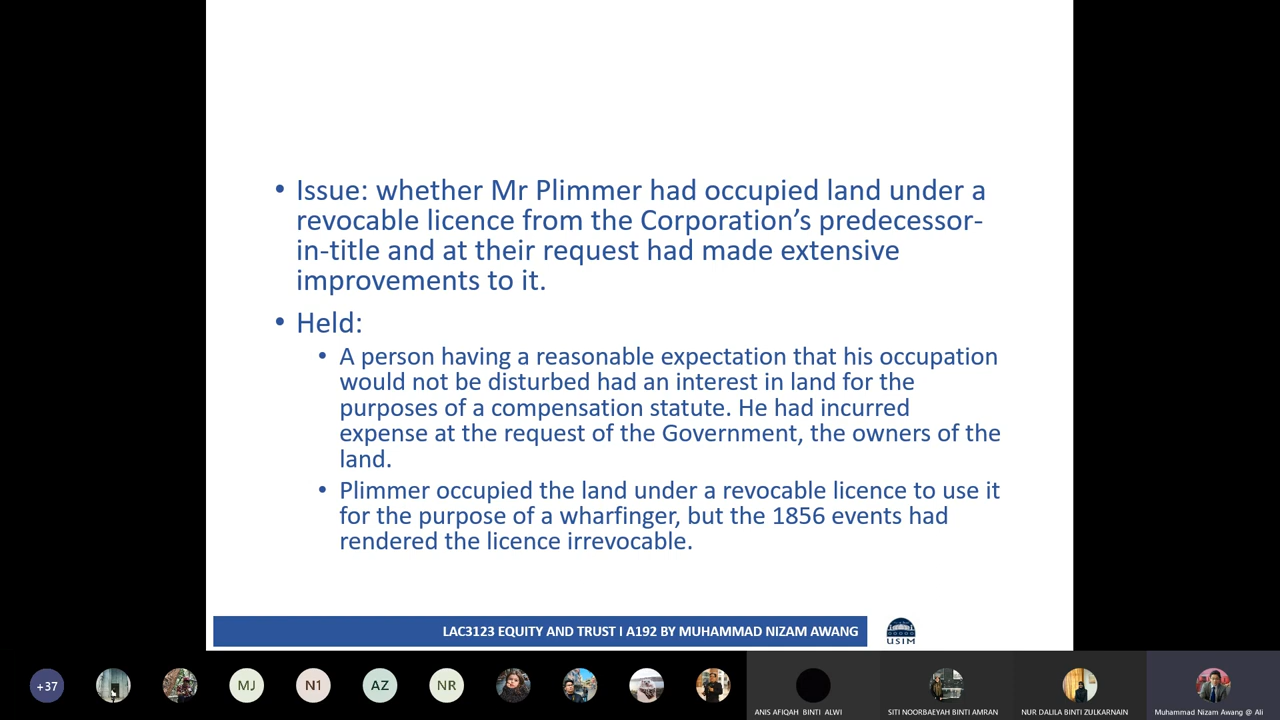 • Issue: whether Mr Plimmer had occupied land under a
revocable licence from the Corporation’s predecessor-
in-title and at their request had made extensive
improvements to it.
• Held:
• A person having a reasonable expectation that his occupation
would not be disturbed had an interest in land for the
purposes of a compensation statute. He had incurred
expense at the request of the Government, the owners of the
land.
• Plimmer occupied the land under a revocable licence to use it
for the purpose of a wharfinger, but the 1856 events had
rendered the licence irrevocable.
LAC3123 EQUITY AND TRUST I A192 BY MUHAMMAD NIZAM AWANG
USIM
+37
MJ
N1
AZ
NR
ANIS AFIQAH BINTI ALWI
SITI NOORBAEYAH BINTI AMRAN
NUR DALILA BINTI ZULKARNAIN
Muhammad Nizam Awang @ Ali